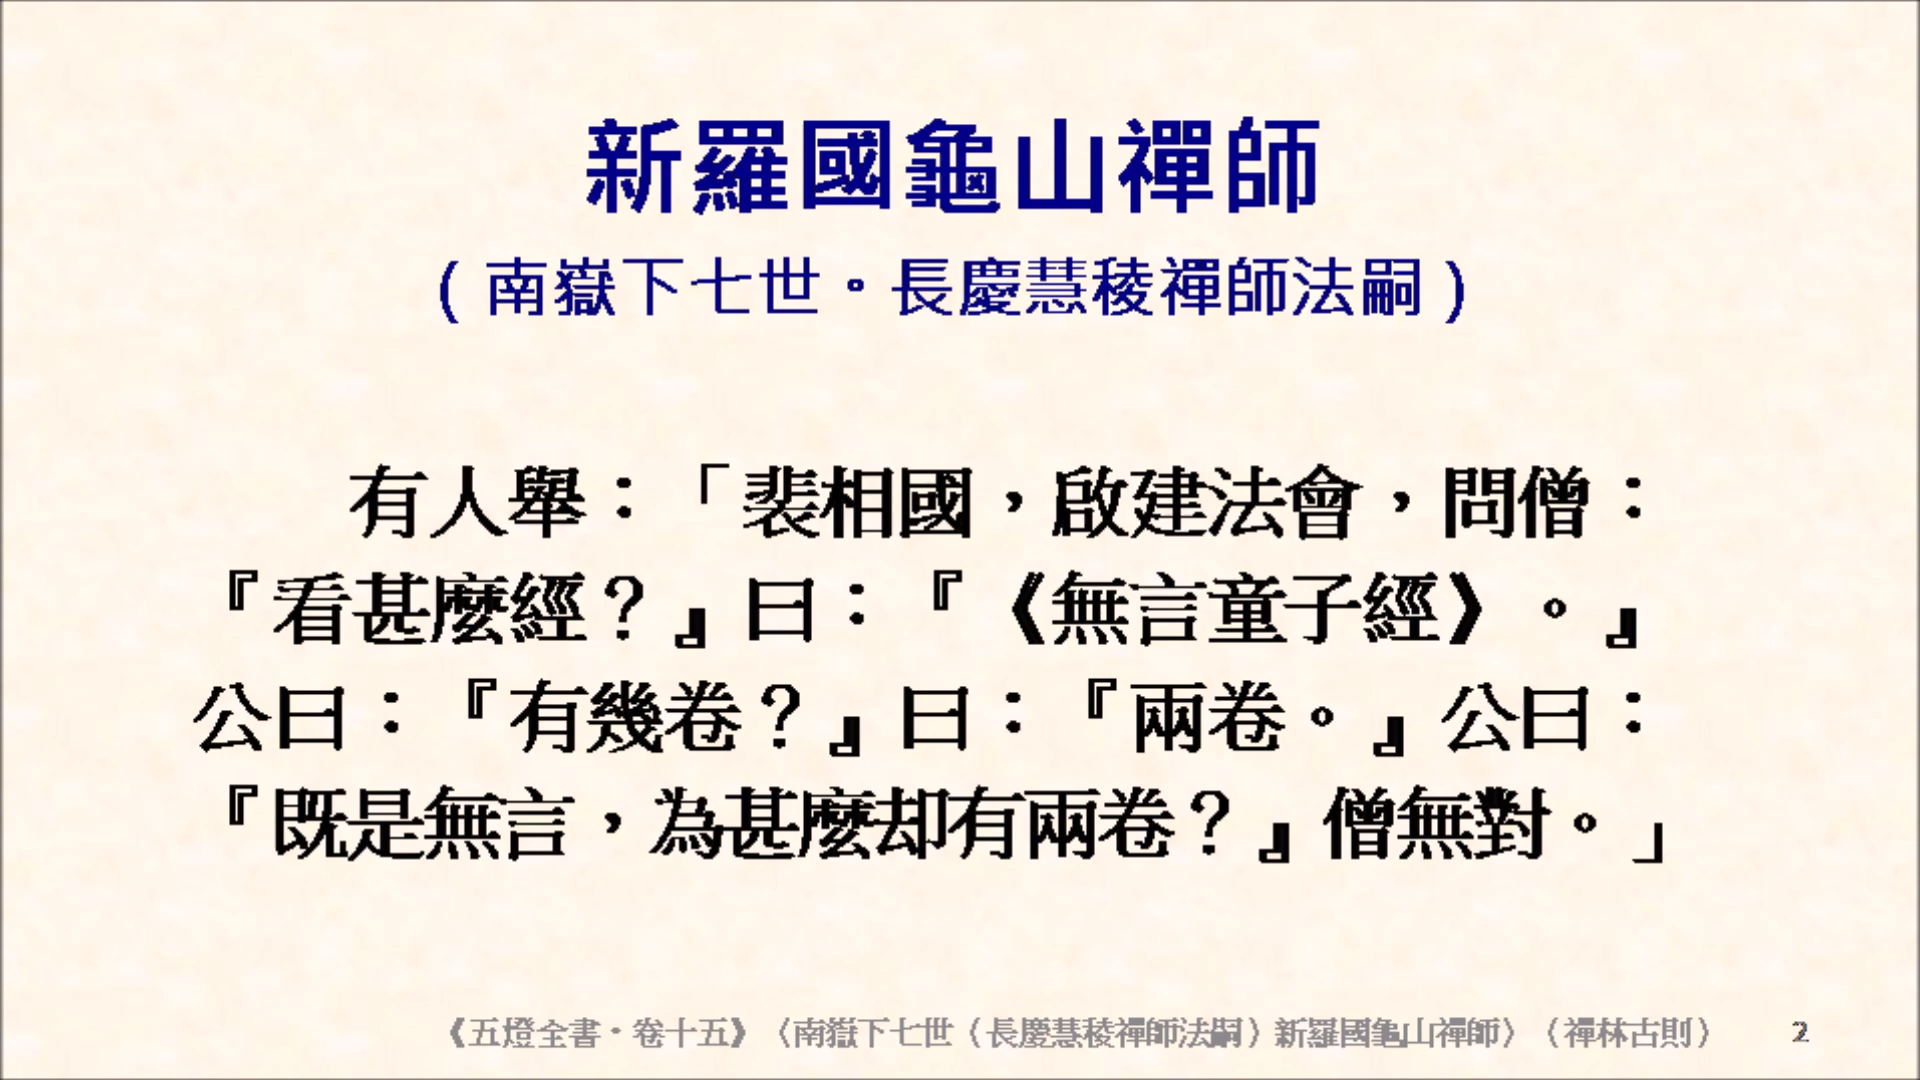 新羅國龜山禪師
（南嶽下七世。長慶慧稜禪師法嗣）
有人舉：「裴相國，啟建法會，問僧：
『看甚麼經？』曰：『《無言童子經》。』
公曰：『有幾卷？』曰：『兩卷。』公曰：
『既是無言，為甚麼却有兩卷？』僧無對。」
《五燈全書‧卷十五》〈南嶽下七世（長慶慧稜禪師法嗣）新羅國龜山禪師〉（禪林古則） 2